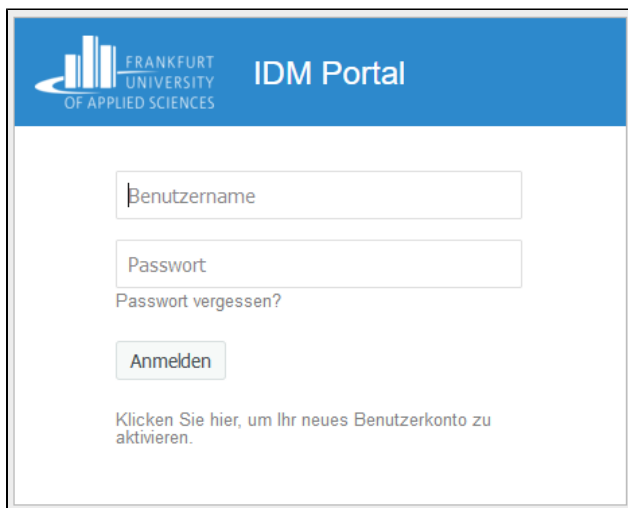 FRANKFURT
UNIVERSITY
OF APPLIED SCIENCES
IDM Portal
Benutzername
Passwort
Passwort vergessen?
Anmelden
Klicken Sie hier, um Ihr neues Benutzerkonto zu
aktivieren.